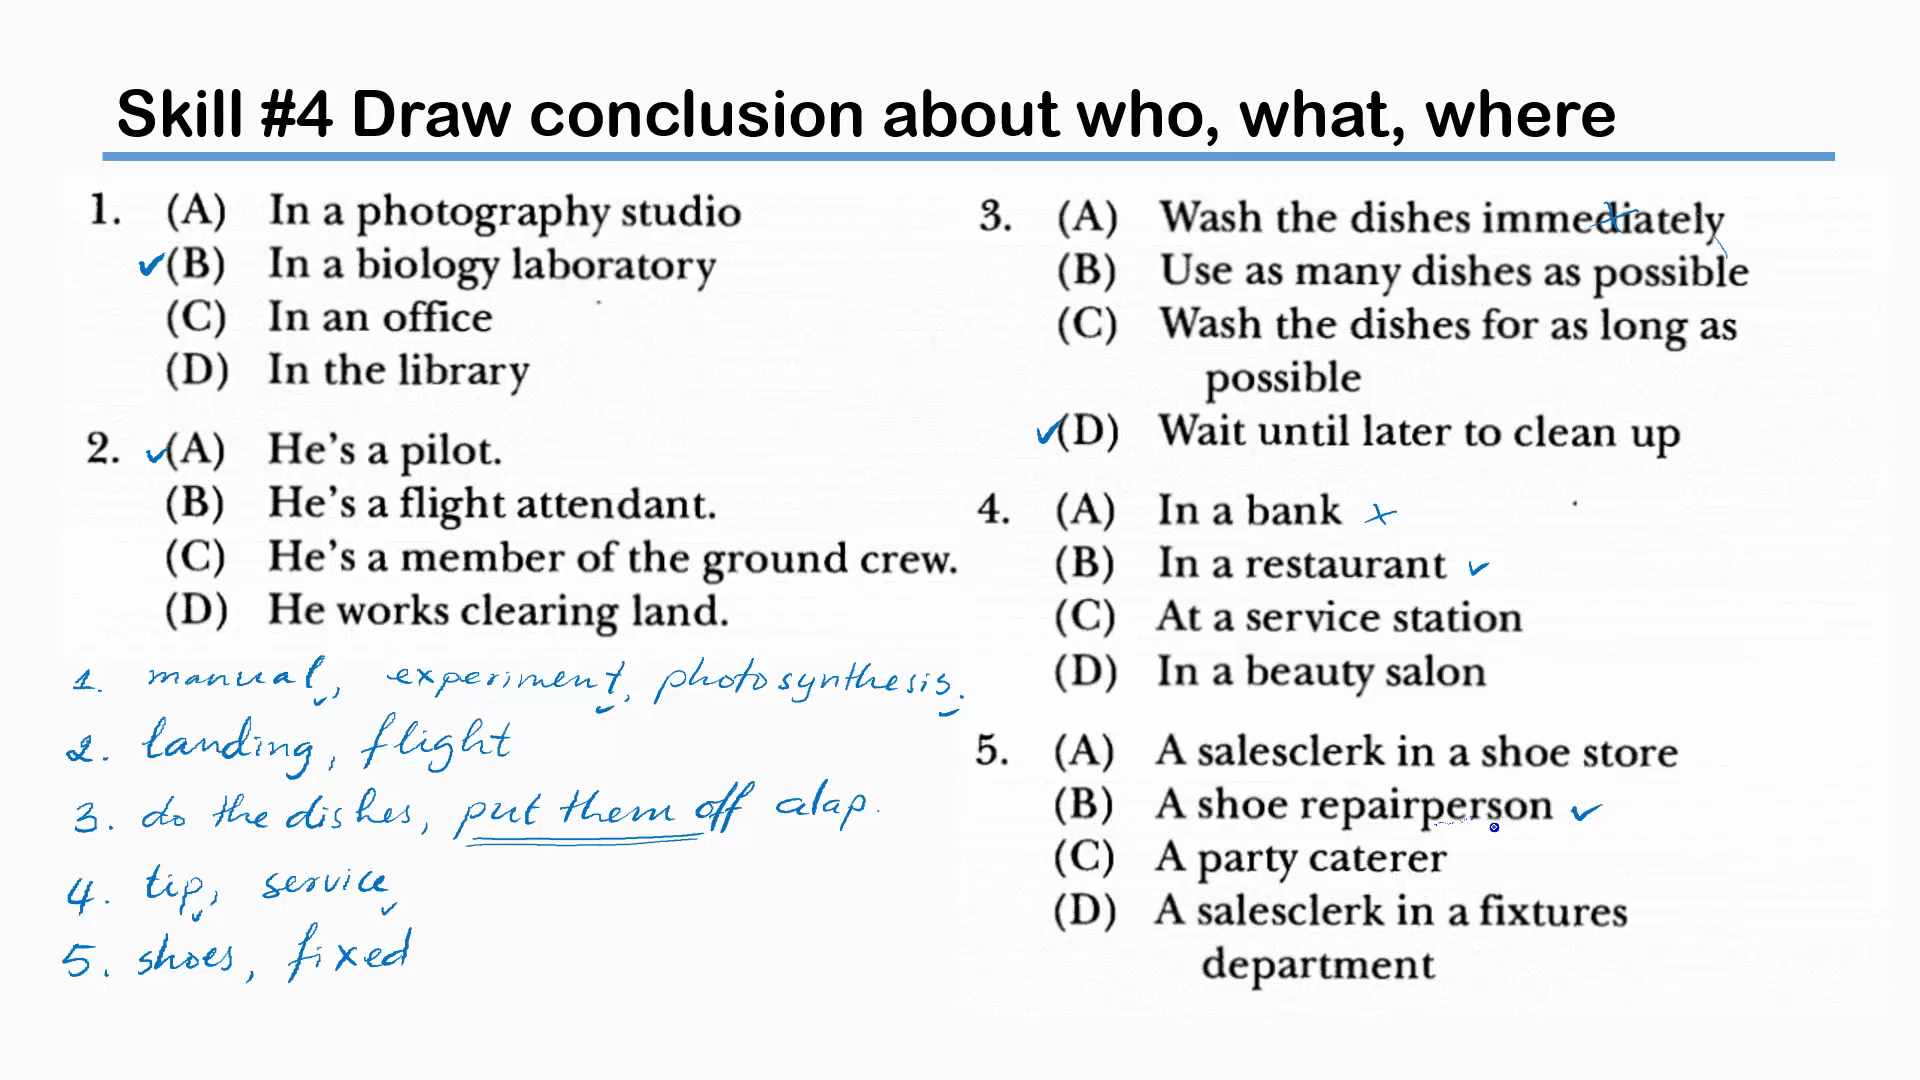 Skill #4 Draw conclusion about who, what, where
1. (A) In a photography studio
(B) In a biology laboratory
(C) In an office
(D) In the library
2. (A) He's a pilot.
(B) He's a flight attendant.
(C) He's a member of the ground crew.
(D) He works clearing land.
1. manual, experiment, photosynthesis.
2. landing, flight
3. do the dishes, put them off alap.
4. tip, service
5. shoes, fixed
3. (A) Wash the dishes immediately
(B) Use as many dishes as possible
(C) Wash the dishes for as long as
possible
(D) Wait until later to clean up
4. (A) In a bank
(B) In a restaurant
(C) At a service station
(D) In a beauty salon
5. (A) A salesclerk in a shoe store
(B) A shoe repairperson
(C) A party caterer
(D) A salesclerk in a fixtures
department